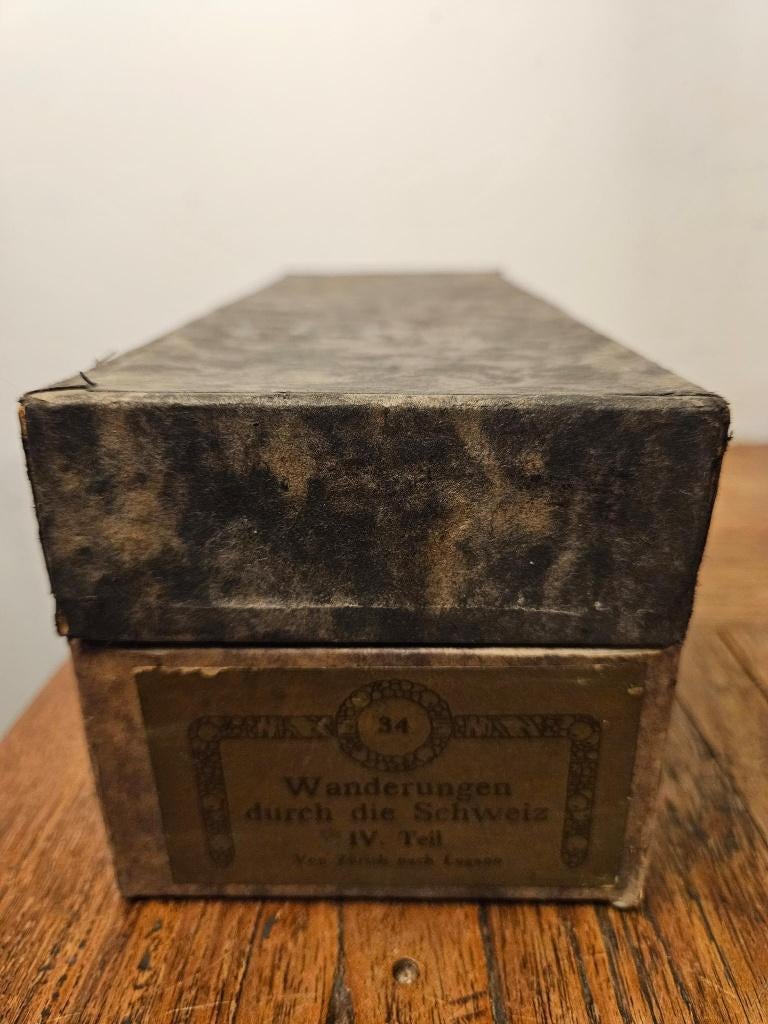 34
Wanderungen
durch die Schweiz
IV. Teil
Von Zürich nach Lugano